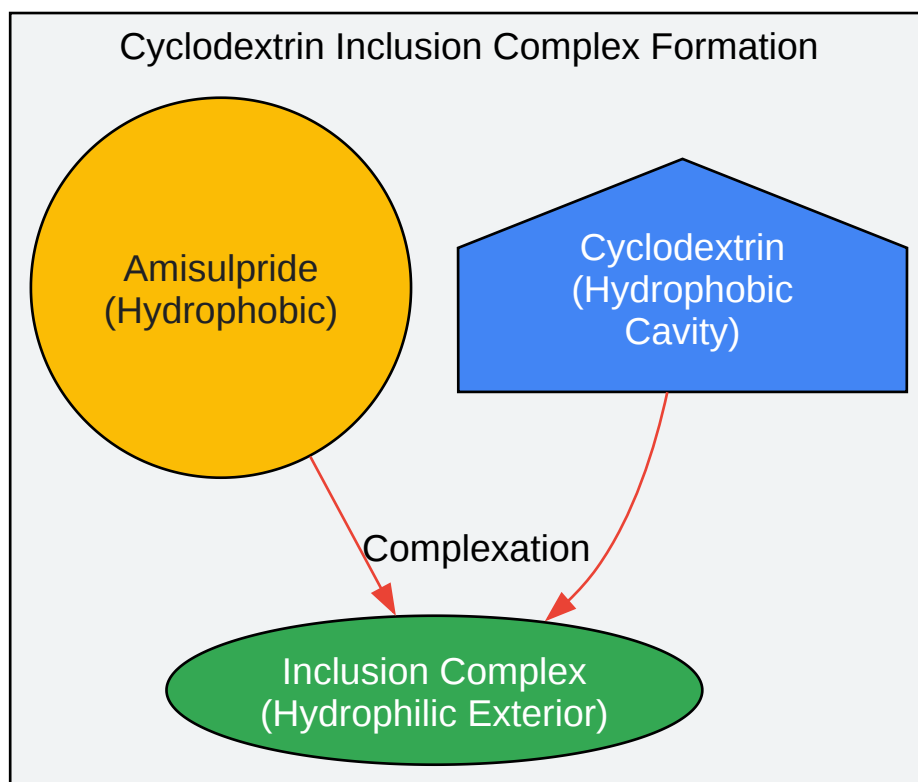 Cyclodextrin Inclusion Complex Formation
Amisulpride
(Hydrophobic)
Cyclodextrin
(Hydrophobic
Cavity)
Complexation
Inclusion Complex
(Hydrophilic Exterior)